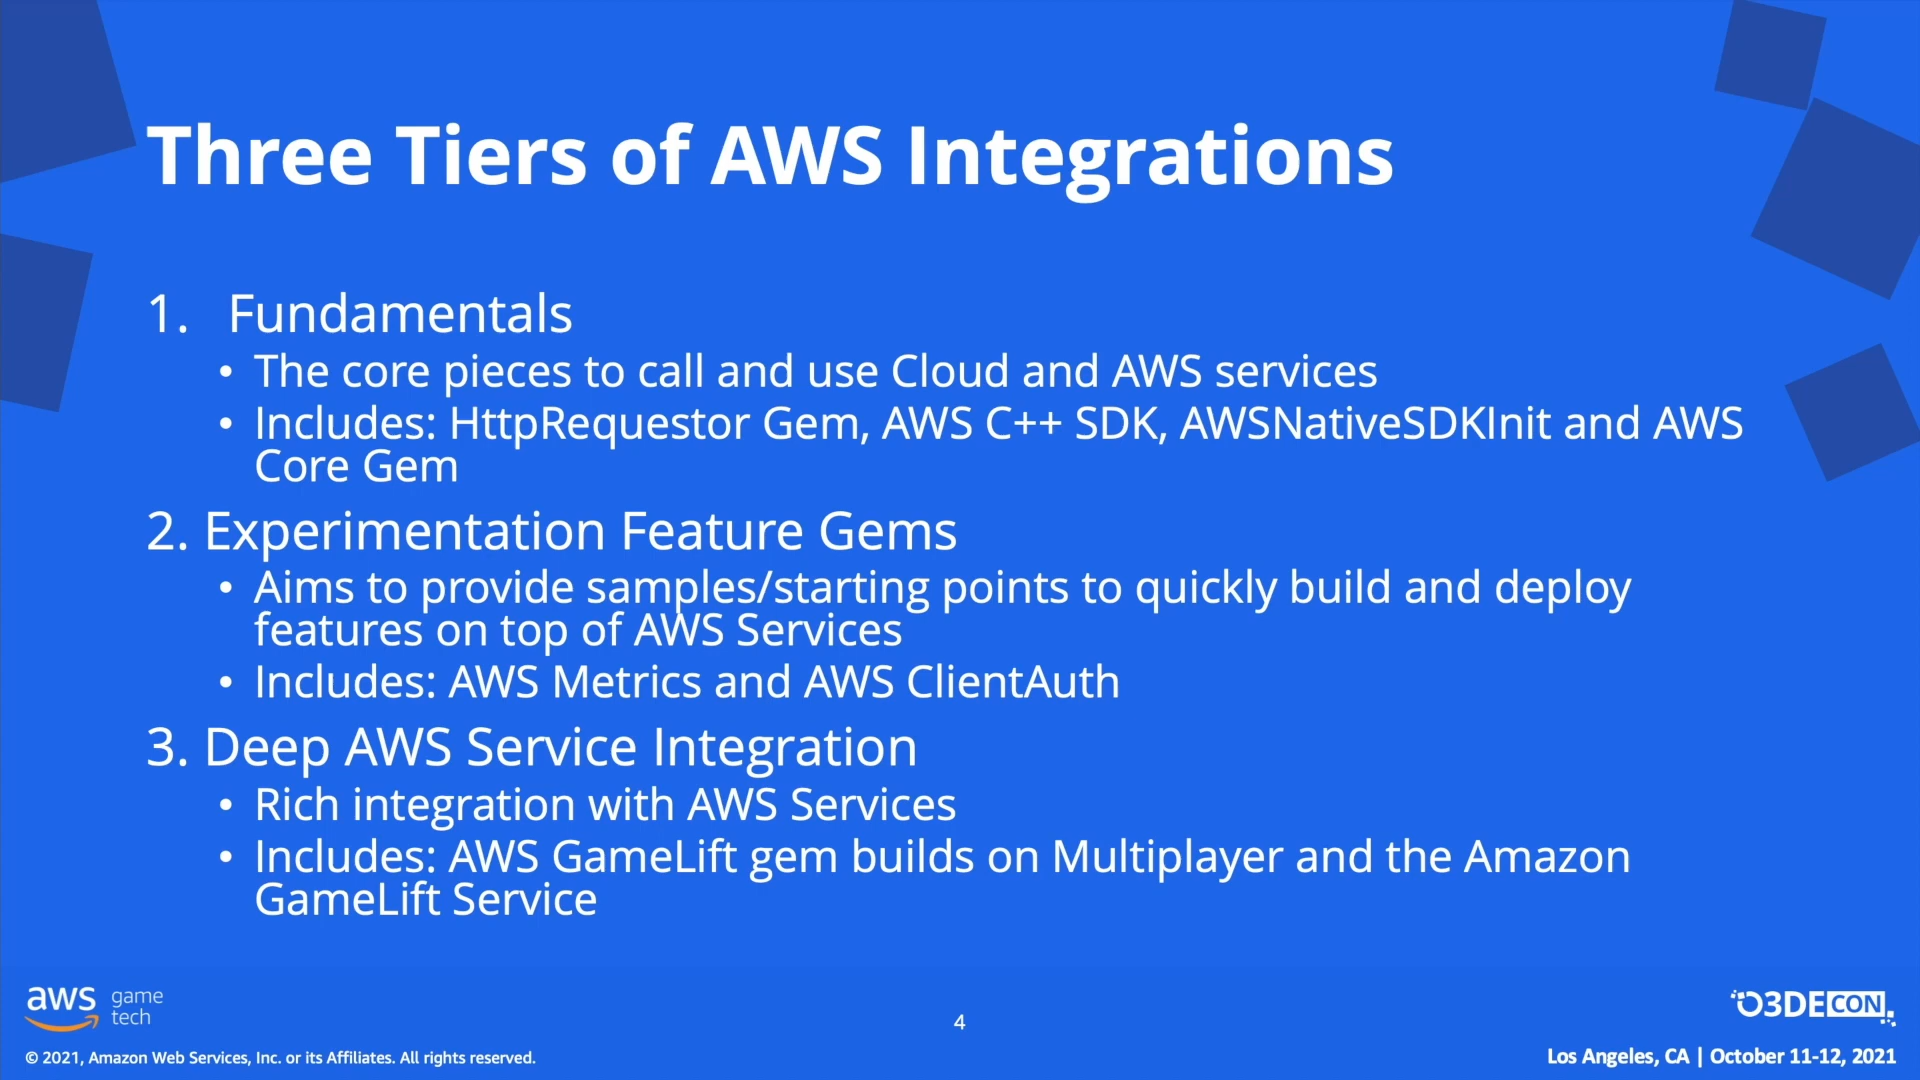 Three Tiers of AWS Integrations
1. Fundamentals
• The core pieces to call and use Cloud and AWS services
• Includes: HttpRequestor Gem, AWS C++ SDK, AWSNativeSDKInit and AWS
Core Gem
2. Experimentation Feature Gems
• Aims to provide samples/starting points to quickly build and deploy
features on top of AWS Services
• Includes: AWS Metrics and AWS ClientAuth
3. Deep AWS Service Integration
• Rich integration with AWS Services
• Includes: AWS GameLift gem builds on Multiplayer and the Amazon
GameLift Service
aws game
tech
4
O3DECON
© 2021, Amazon Web Services, Inc. or its Affiliates. All rights reserved.
Los Angeles, CA | October 11-12, 2021